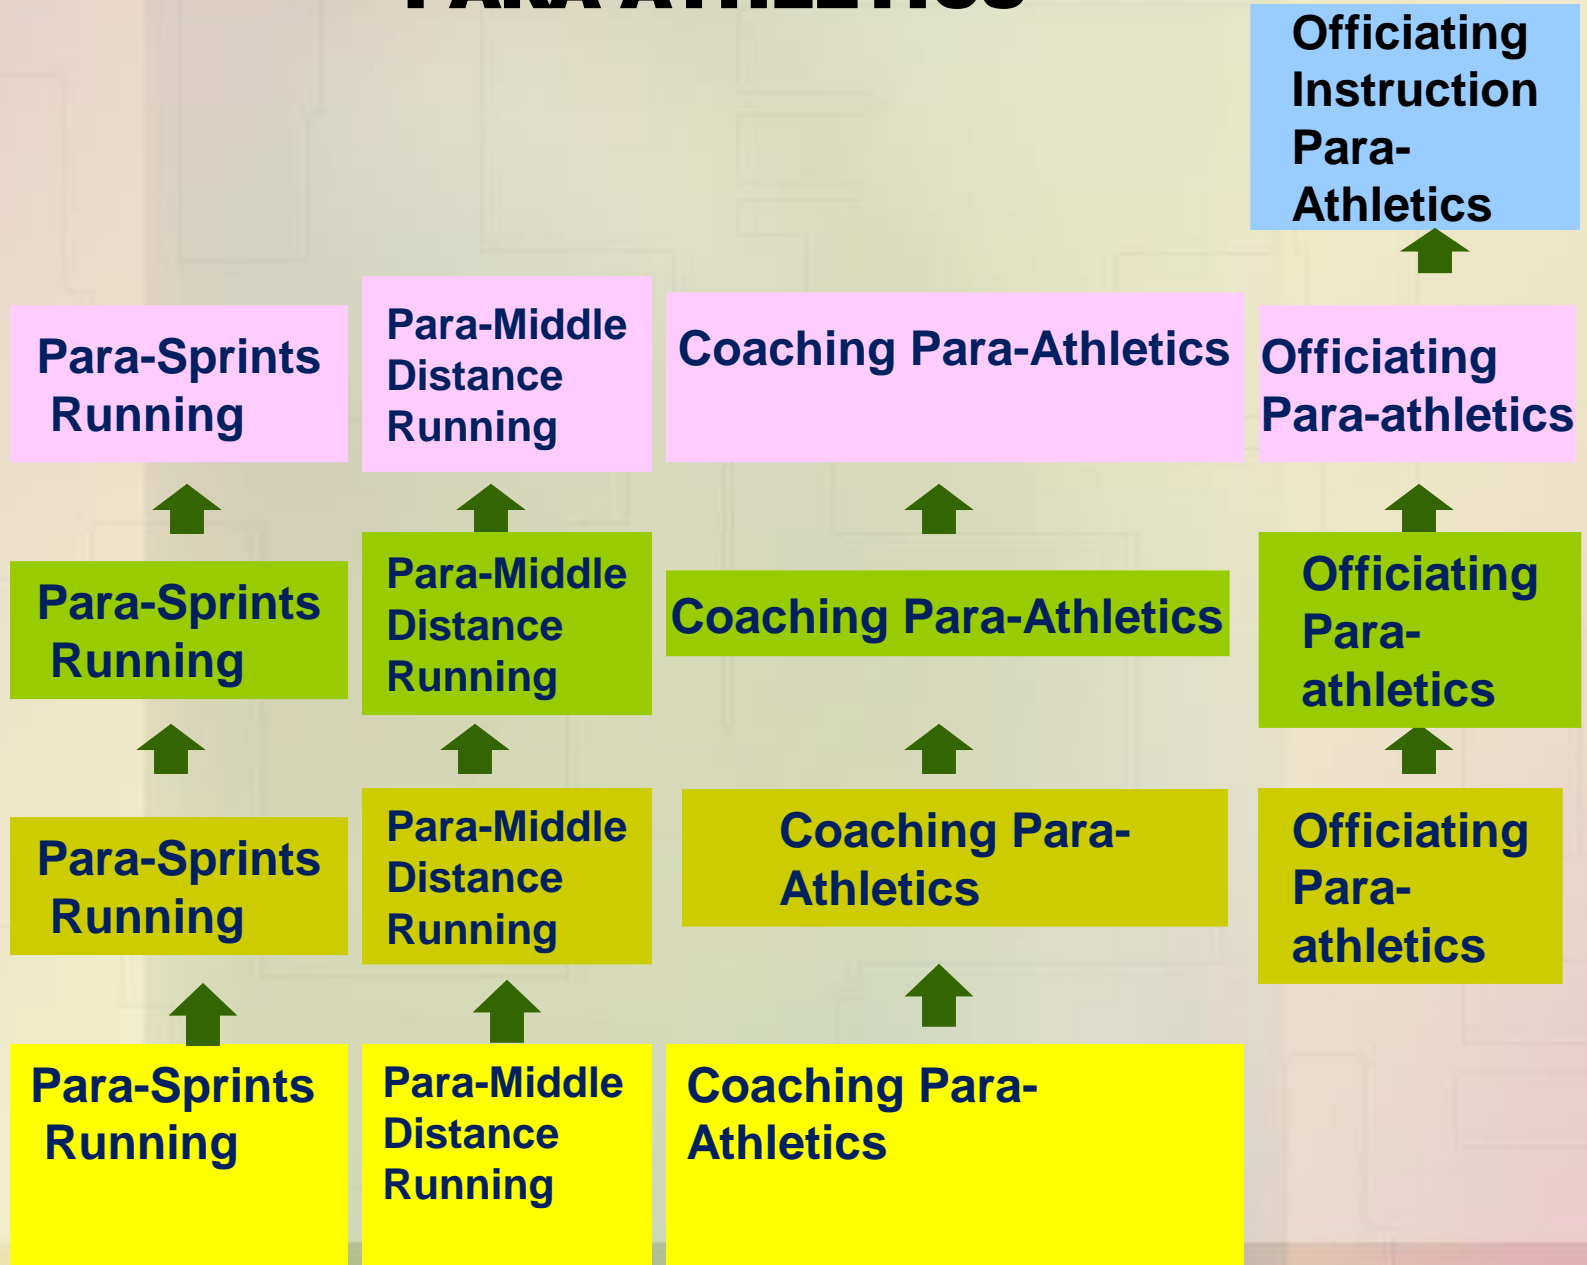 PARA ATHLETICS
Officiating
Instruction
Para-
Athletics
Para-Sprints
Running
Para-Middle
Distance
Running
Coaching Para-Athletics
Officiating
Para-athletics
Para-Sprints
Running
Para-Middle
Distance
Running
Coaching Para-Athletics
Officiating
Para-
athletics
Para-Sprints
Running
Para-Middle
Distance
Running
Coaching Para-
Athletics
Officiating
Para-
athletics
Para-Sprints
Running
Para-Middle
Distance
Running
Coaching Para-
Athletics